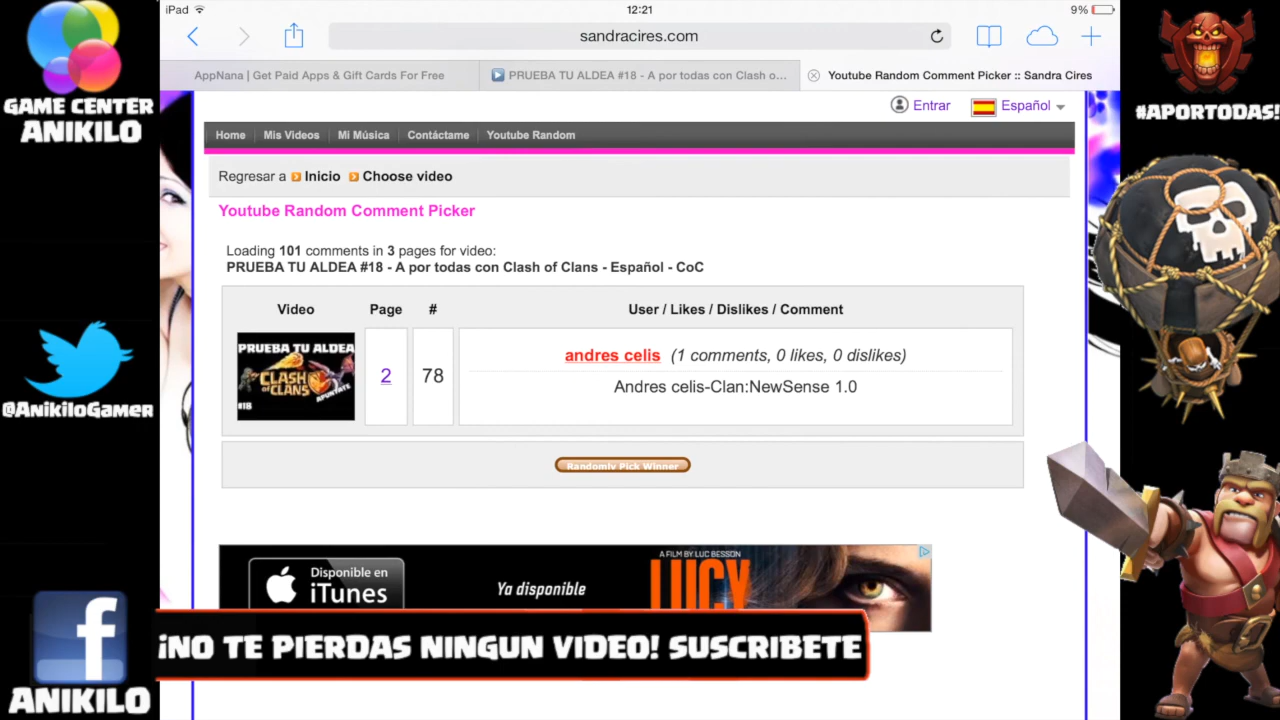 iPad
12:21
9%
sandracires.com
AppNana | Get Paid Apps & Gift Cards For Free
PRUEBA TU ALDEA #18 - A por todas con Clash o...
Youtube Random Comment Picker :: Sandra Cires
Entrar
Español
Home
Mis Videos
Mi Música
Contáctame
Youtube Random
Regresar a Inicio Choose video
Youtube Random Comment Picker
Loading 101 comments in 3 pages for video:
PRUEBA TU ALDEA #18 - A por todas con Clash of Clans - Español - CoC
Video
Page
#
User / Likes / Dislikes / Comment
PRUEBA TU ALDEA
CLASH
OF
CLANS
APUNTATE
#18
2
78
andres celis (1 comments, 0 likes, 0 dislikes)
Andres celis-Clan:NewSense 1.0
Randomly Pick Winner
Disponible en
iTunes
Ya disponible
A FILM BY LUC BESSON
LUCY
¡NO TE PIERDAS NINGUN VIDEO! SUSCRIBETE
GAME CENTER
ANIKILO
@AnikiloGamer
f
ANIKILO
#APORTODAS!